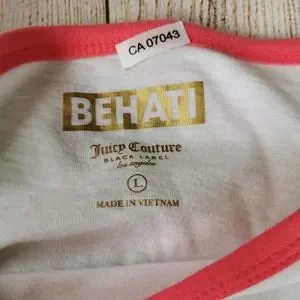 CA 07043
BEHATI
Juicy Couture
BLACK LABEL
los angeles
L
MADE IN VIETNAM